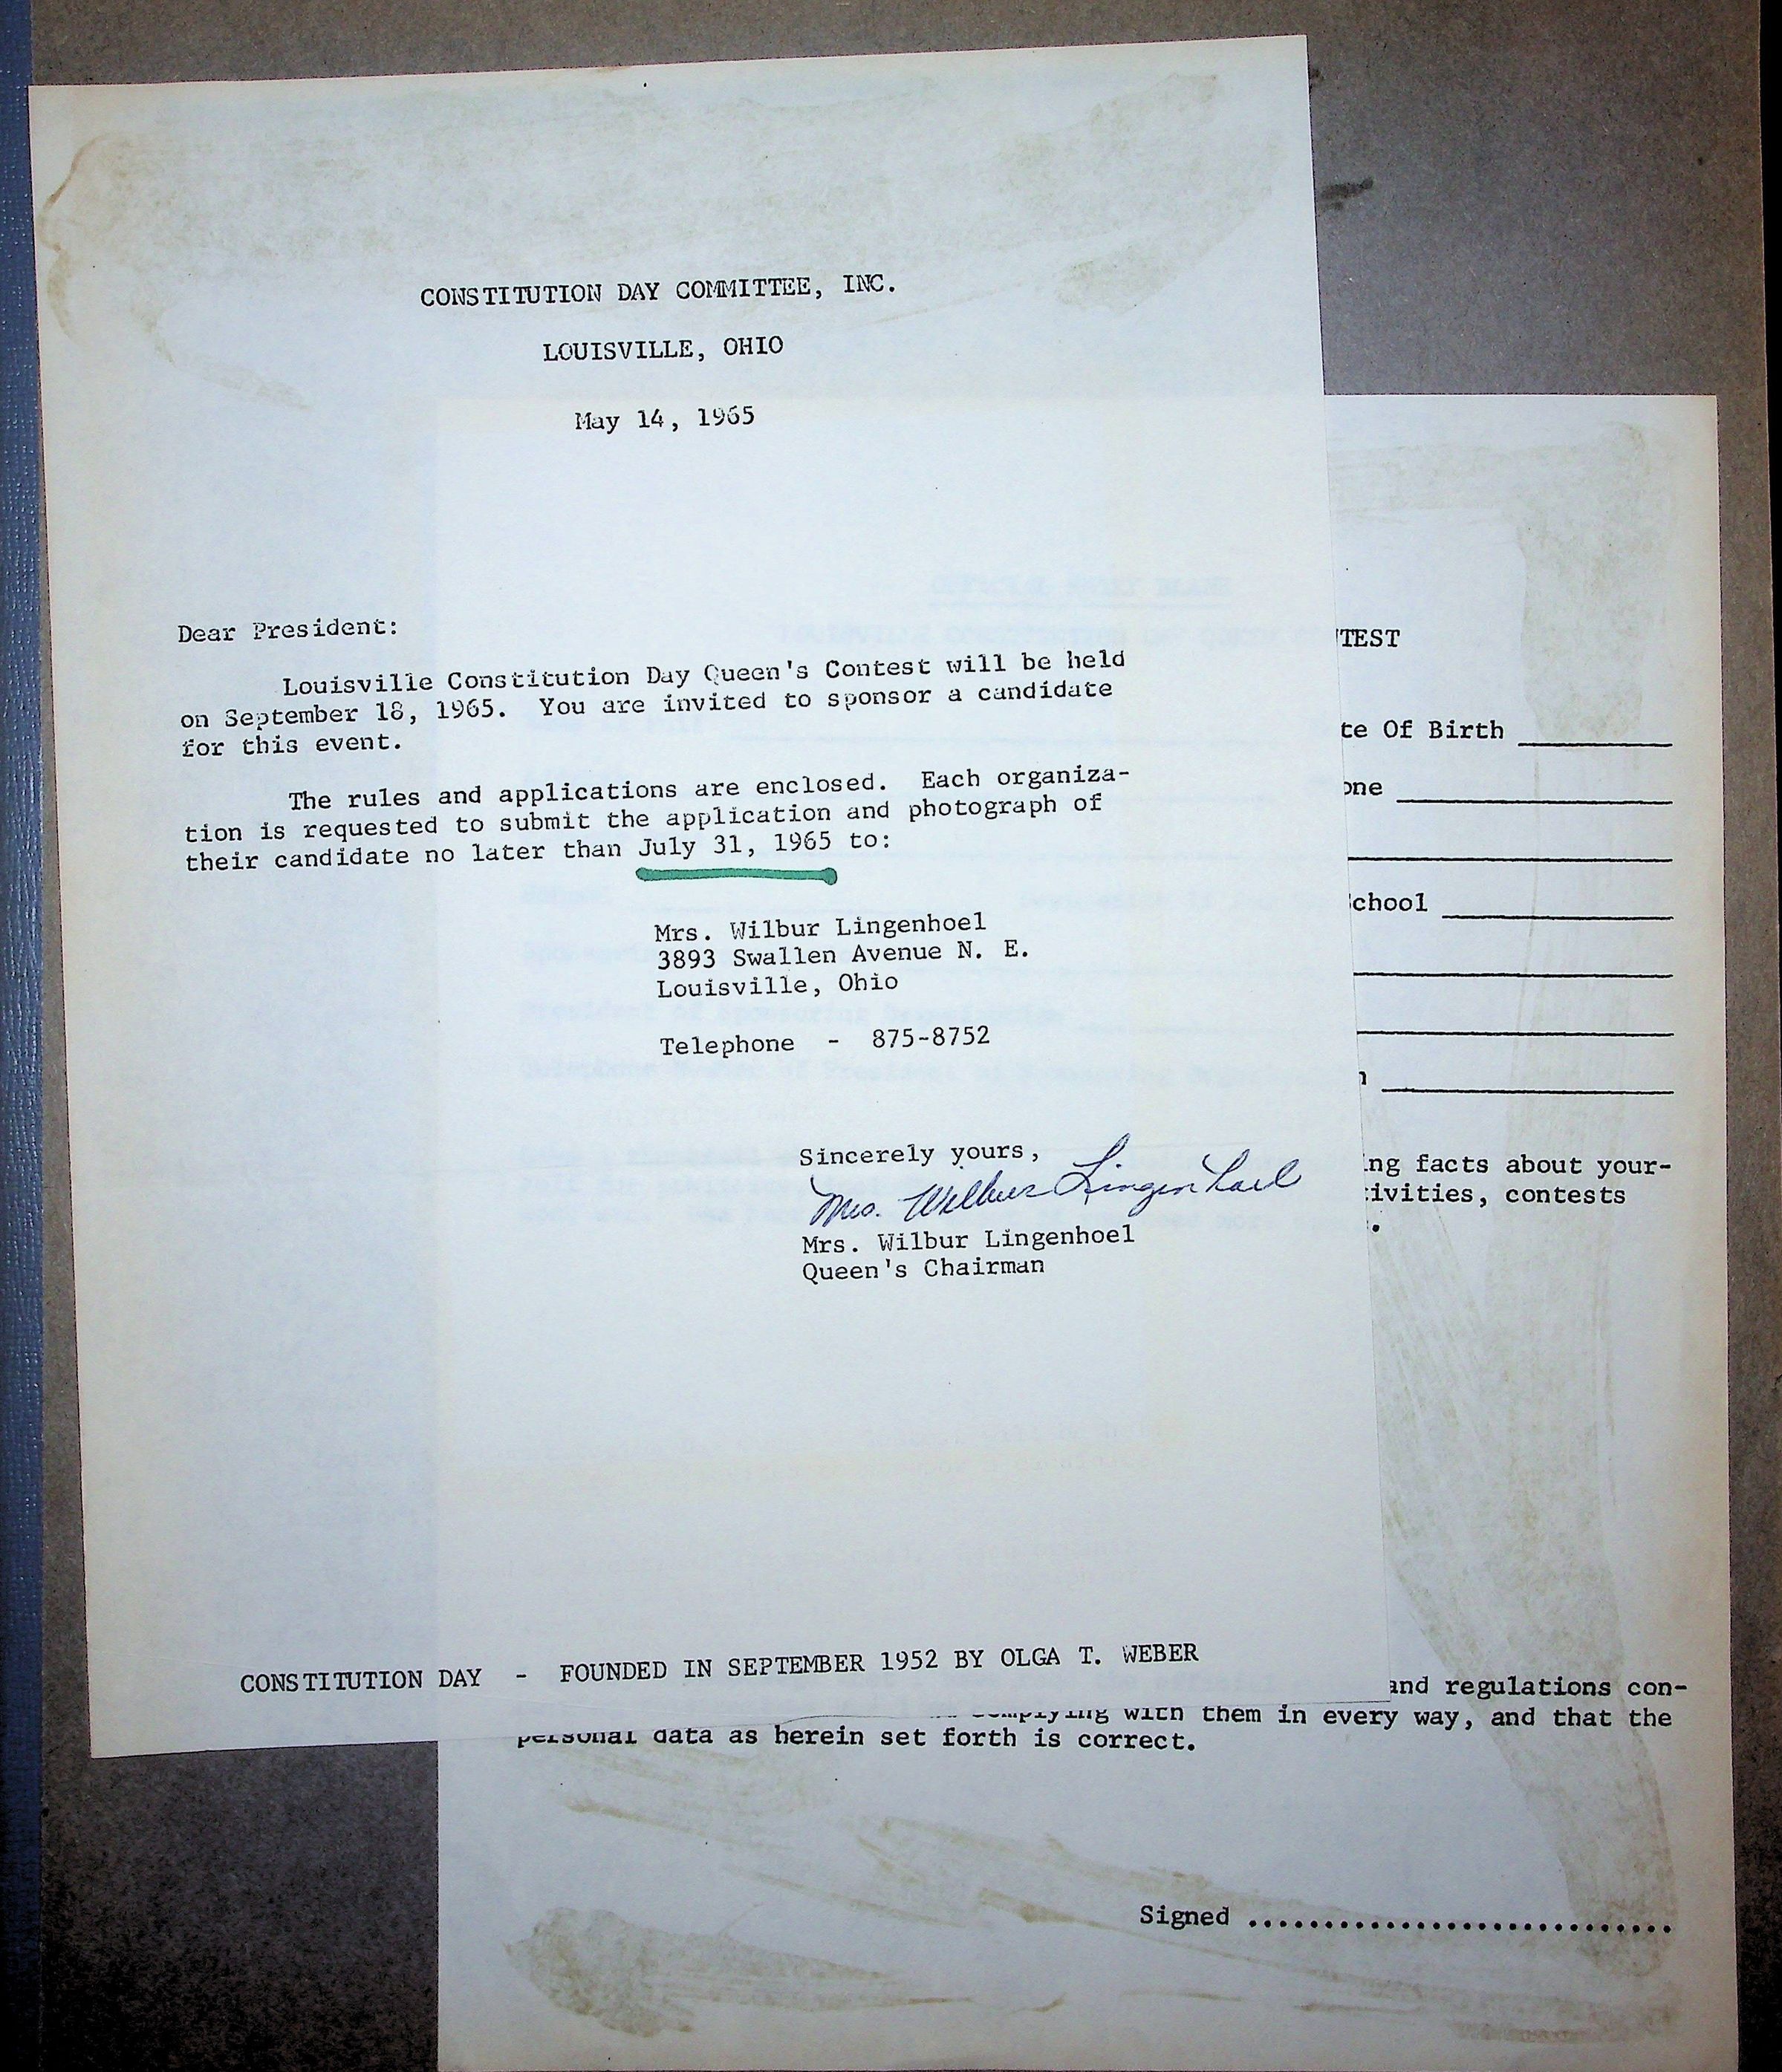 CONSTITUTION DAY COMMITTEE, INC.
LOUISVILLE, OHIO
May 14, 1965
Dear President:
Louisville Constitution Day Queen's Contest will be held
on September 18, 1965. You are invited to sponsor a candidate
for this event.
The rules and applications are enclosed. Each organiza-
tion is requested to submit the application and photograph of
their candidate no later than July 31, 1965 to:
Mrs. Wilbur Lingenhoel
3893 Swallen Avenue N. E.
Louisville, Ohio
Telephone - 875-8752
Sincerely yours,
Mrs. Wilbur Lingenhoel
Mrs. Wilbur Lingenhoel
Queen's Chairman
CONSTITUTION DAY - FOUNDED IN SEPTEMBER 1952 BY OLGA T. WEBER
TEST
te Of Birth
one
chool
ing facts about your-
tivities, contests
and regulations con-
complying with them in every way, and that the
personal data as herein set forth is correct.
Signed ............................